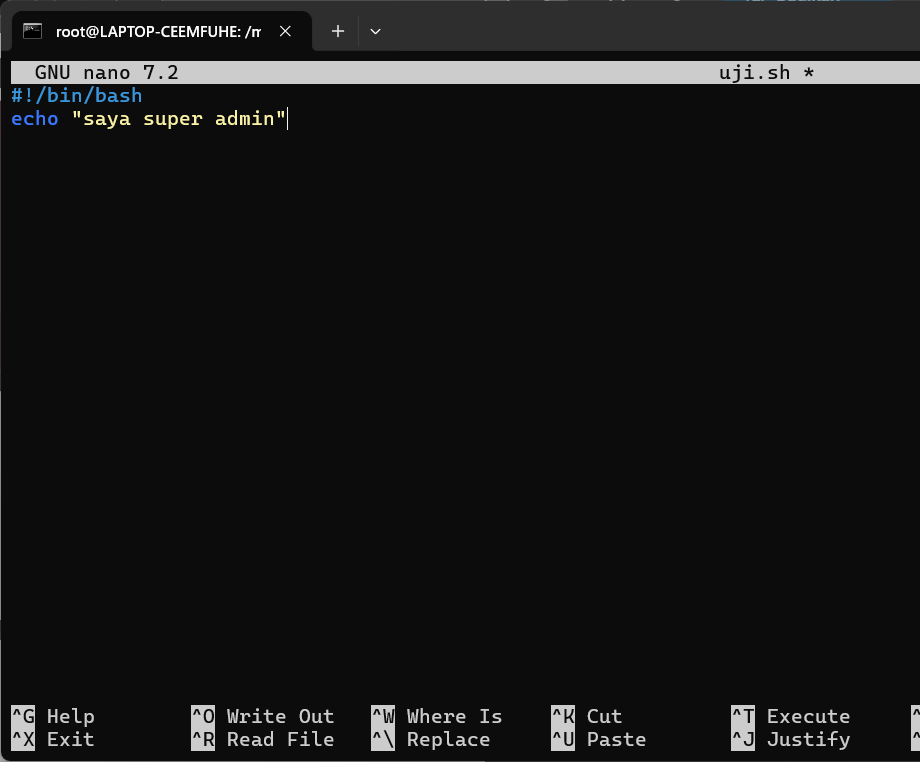 root@LAPTOP-CEEMFUHE: /m
GNU nano 7.2 uji.sh *
#!/bin/bash
echo "saya super admin"
^G Help ^O Write Out ^W Where Is ^K Cut ^T Execute
^X Exit ^R Read File ^\ Replace ^U Paste ^J Justify